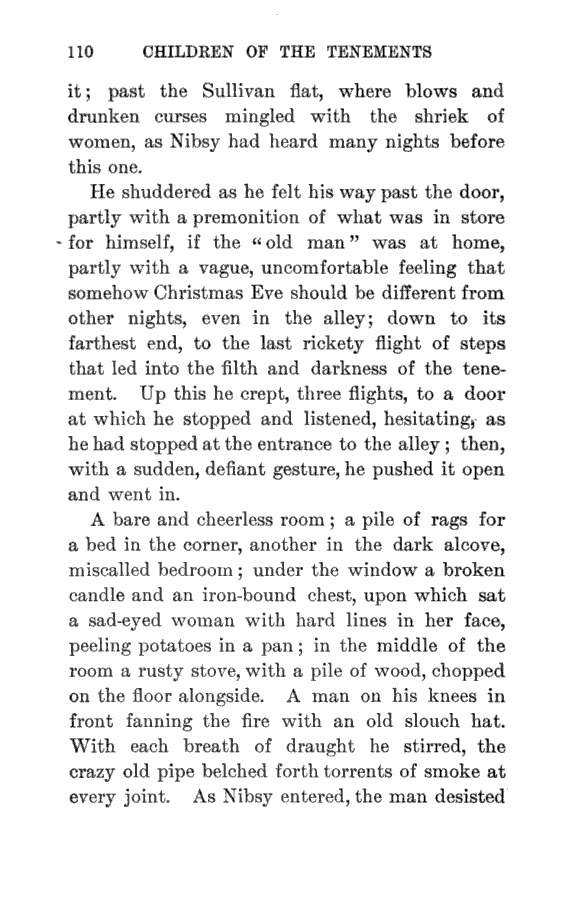 110 CHILDREN OF THE TENEMENTS
it; past the Sullivan flat, where blows and
drunken curses mingled with the shriek of
women, as Nibsy had heard many nights before
this one.
He shuddered as he felt his way past the door,
partly with a premonition of what was in store
for himself, if the "old man" was at home,
partly with a vague, uncomfortable feeling that
somehow Christmas Eve should be different from
other nights, even in the alley; down to its
farthest end, to the last rickety flight of steps
that led into the filth and darkness of the tene-
ment. Up this he crept, three flights, to a door
at which he stopped and listened, hesitating, as
he had stopped at the entrance to the alley; then,
with a sudden, defiant gesture, he pushed it open
and went in.
A bare and cheerless room; a pile of rags for
a bed in the corner, another in the dark alcove,
miscalled bedroom; under the window a broken
candle and an iron-bound chest, upon which sat
a sad-eyed woman with hard lines in her face,
peeling potatoes in a pan; in the middle of the
room a rusty stove, with a pile of wood, chopped
on the floor alongside. A man on his knees in
front fanning the fire with an old slouch hat.
With each breath of draught he stirred, the
crazy old pipe belched forth torrents of smoke at
every joint. As Nibsy entered, the man desisted